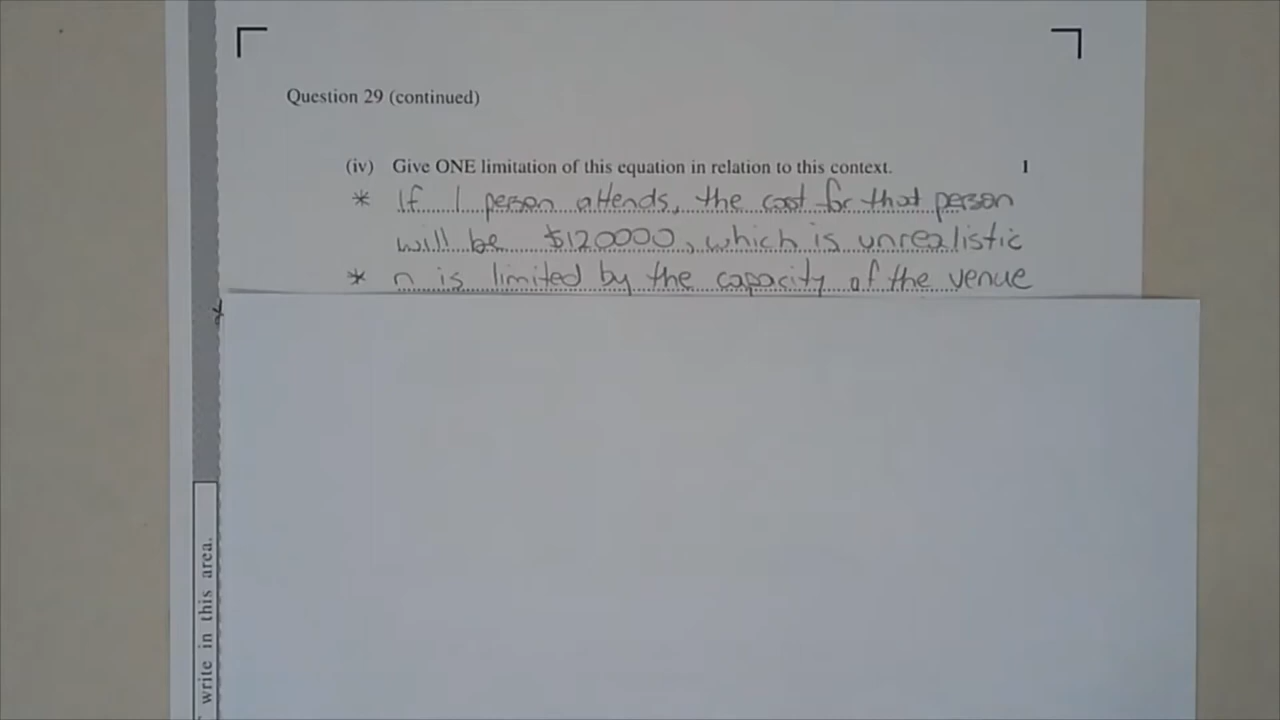 Question 29 (continued)
(iv) Give ONE limitation of this equation in relation to this context. 1
* If 1 person attends, the cost for that person
will be $120000, which is unrealistic
* n is limited by the capacity of the venue
*
write in this area.